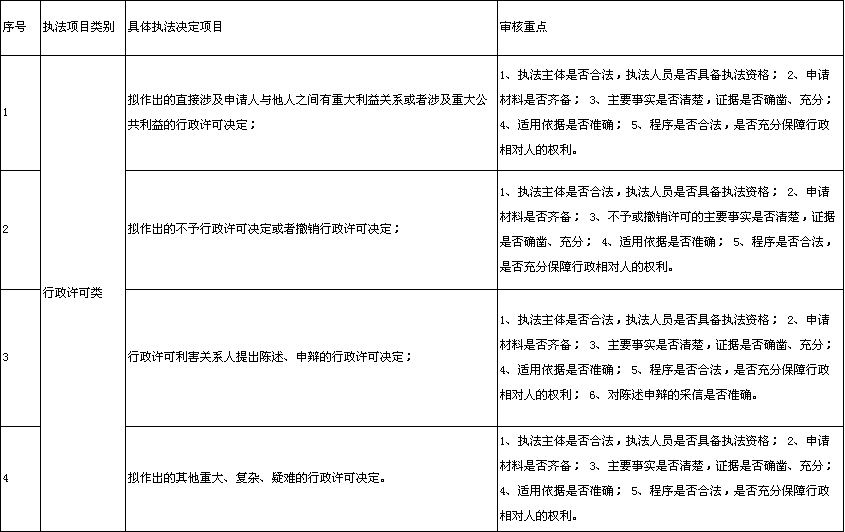 序号 执法项目类别 具体执法决定项目 审核重点
1
行政许可类
拟作出的直接涉及申请人与他人之间有重大利益关系或者涉及重大公
共利益的行政许可决定；
1、执法主体是否合法，执法人员是否具备执法资格； 2、申请
材料是否齐备； 3、主要事实是否清楚，证据是否确凿、充分；
4、适用依据是否准确； 5、程序是否合法，是否充分保障行政
相对人的权利。
2
拟作出的不予行政许可决定或者撤销行政许可决定；
1、执法主体是否合法，执法人员是否具备执法资格； 2、申请
材料是否齐备； 3、不予或撤销许可的主要事实是否清楚，证据
是否确凿、充分； 4、适用依据是否准确； 5、程序是否合法，
是否充分保障行政相对人的权利。
3
行政许可利害关系人提出陈述、申辩的行政许可决定；
1、执法主体是否合法，执法人员是否具备执法资格； 2、申请
材料是否齐备； 3、主要事实是否清楚，证据是否确凿、充分；
4、适用依据是否准确； 5、程序是否合法，是否充分保障行政
相对人的权利； 6、对陈述申辩的采信是否准确。
4
拟作出的其他重大、复杂、疑难的行政许可决定。
1、执法主体是否合法，执法人员是否具备执法资格； 2、申请
材料是否齐备； 3、主要事实是否清楚，证据是否确凿、充分；
4、适用依据是否准确； 5、程序是否合法，是否充分保障行政
相对人的权利。